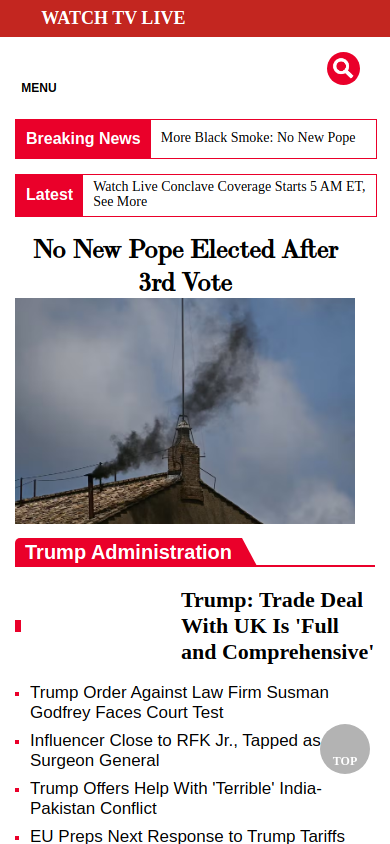 WATCH TV LIVE
MENU
Breaking News
More Black Smoke: No New Pope
Latest
Watch Live Conclave Coverage Starts 5 AM ET,
See More
No New Pope Elected After
3rd Vote
Trump Administration
Trump: Trade Deal
With UK Is 'Full
and Comprehensive'
Trump Order Against Law Firm Susman
Godfrey Faces Court Test
Influencer Close to RFK Jr., Tapped as
Surgeon General
Trump Offers Help With 'Terrible' India-
Pakistan Conflict
TOP
EU Preps Next Response to Trump Tariffs